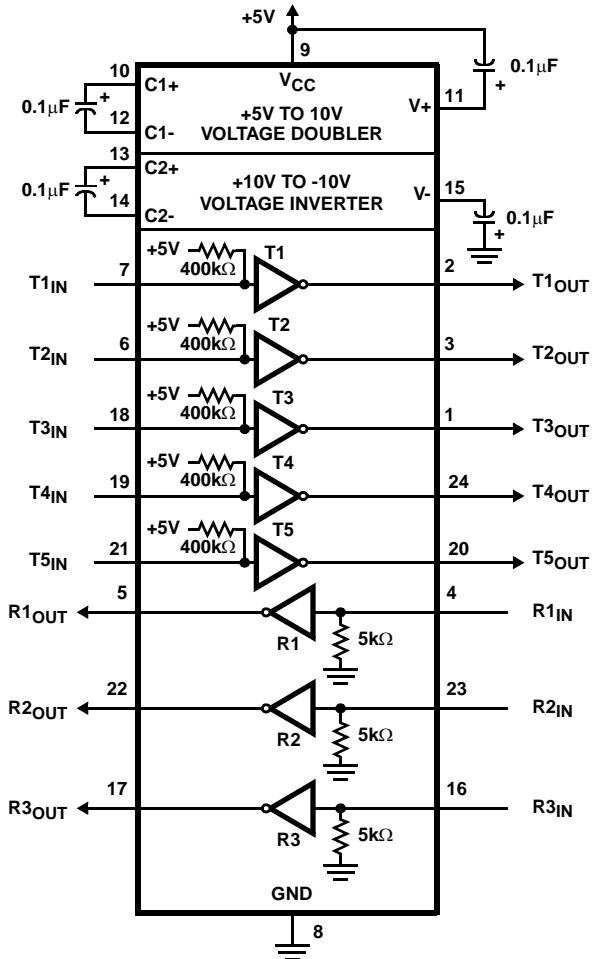 +5V
9
10
C1+
VCC
0.1µF
+
0.1µF
+
12
C1-
+5V TO 10V
VOLTAGE DOUBLER
V+
11
13
C2+
0.1µF
+
14
C2-
+10V TO -10V
VOLTAGE INVERTER
V-
15
0.1µF
+
+5V
400kΩ
T1
T1IN
7
2
T1OUT
+5V
400kΩ
T2
T2IN
6
3
T2OUT
+5V
400kΩ
T3
T3IN
18
1
T3OUT
+5V
400kΩ
T4
T4IN
19
24
T4OUT
+5V
400kΩ
T5
T5IN
21
20
T5OUT
R1OUT
5
4
R1IN
R1
5kΩ
R2OUT
22
23
R2IN
R2
5kΩ
R3OUT
17
16
R3IN
R3
5kΩ
GND
8